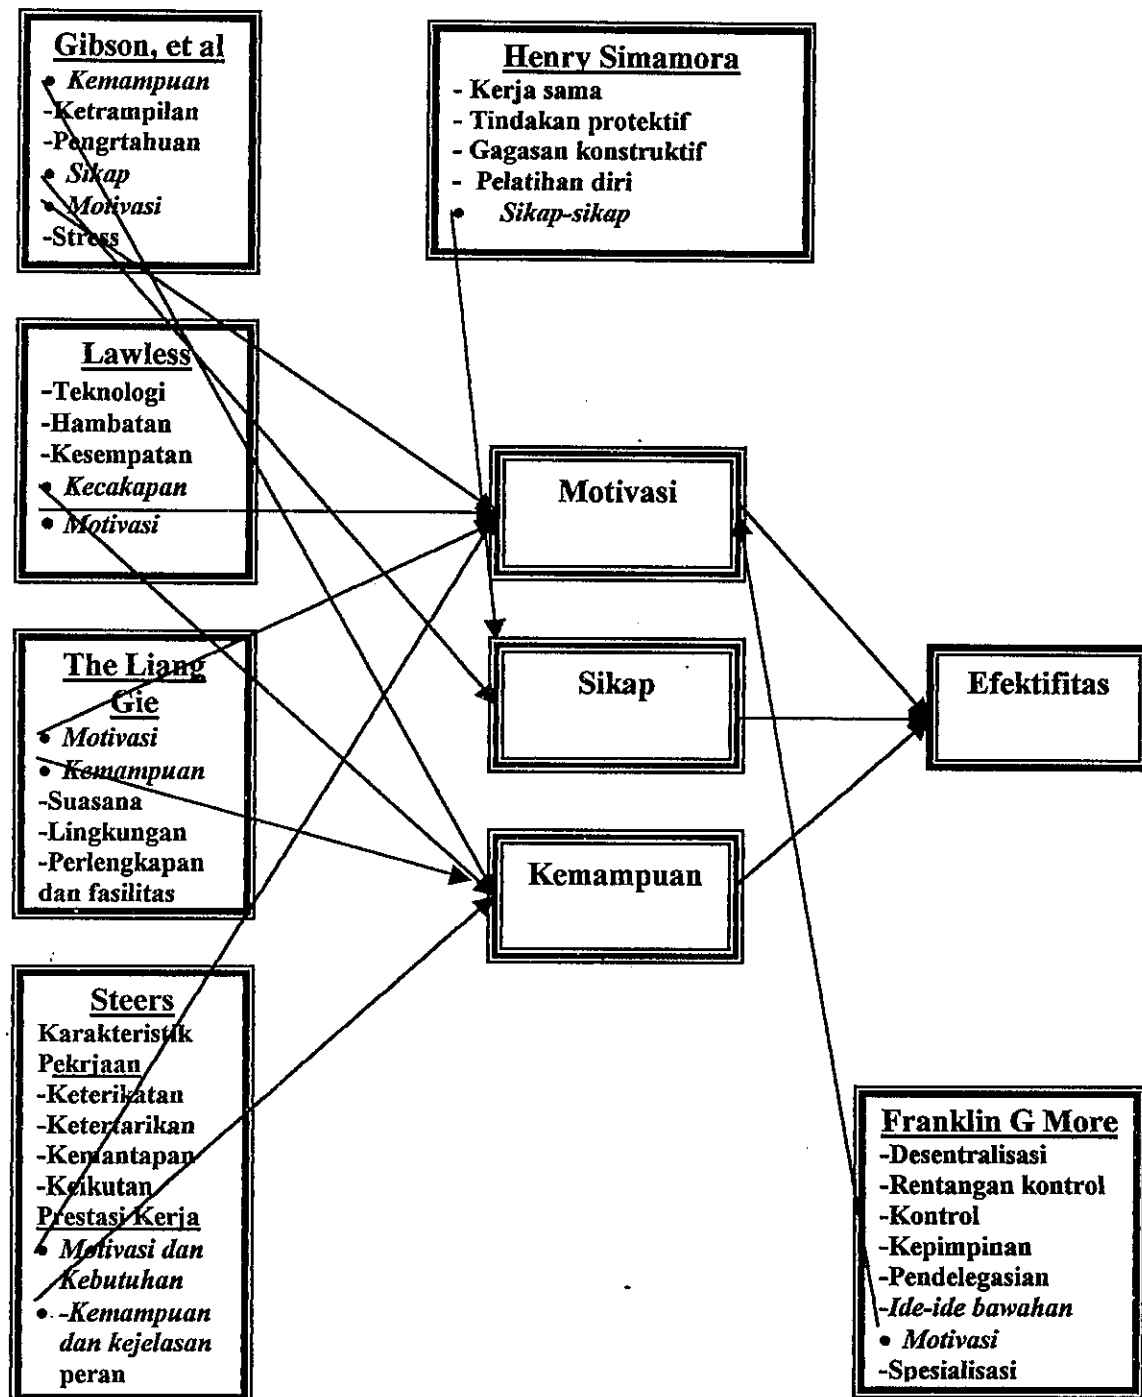 Gibson, et al
• Kemampuan
-Ketrampilan
-Pengrtahuan
• Sikap
• Motivasi
-Stress
Henry Simamora
- Kerja sama
- Tindakan protektif
- Gagasan konstruktif
- Pelatihan diri
• Sikap-sikap
Lawless
-Teknologi
-Hambatan
-Kesempatan
• Kecakapan
• Motivasi
The Liang
Gie
• Motivasi
• Kemampuan
-Suasana
-Lingkungan
-Perlengkapan
dan fasilitas
Steers
Karakteristik
Pekrjaan
-Keterikatan
-Ketertarikan
-Kemantapan
-Keikutan
Prestasi Kerja
• Motivasi dan
Kebutuhan
• -Kemampuan
dan kejelasan
peran
Motivasi
Sikap
Kemampuan
Efektifitas
Franklin G More
-Desentralisasi
-Rentangan kontrol
-Kontrol
-Kepimpinan
-Pendelegasian
-Ide-ide bawahan
• Motivasi
-Spesialisasi